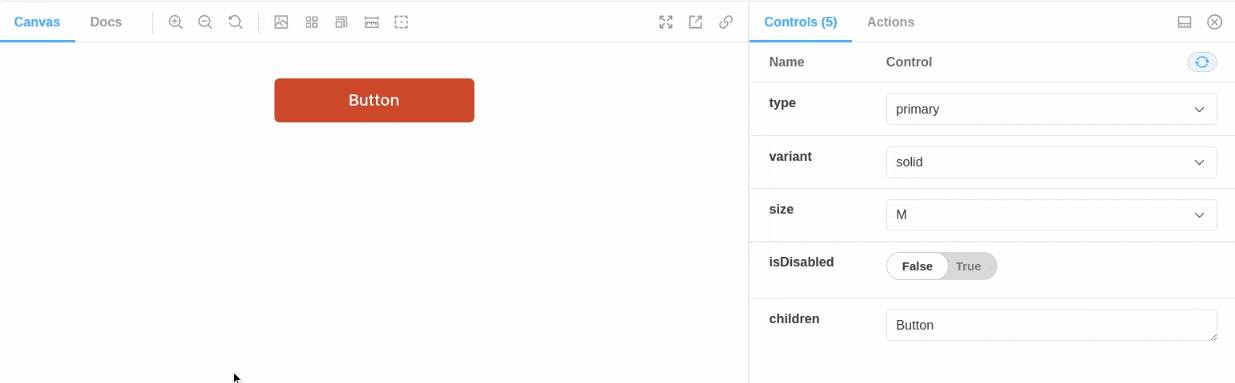 Canvas Docs Controls (5) Actions
Name Control
Button
type primary
variant solid
size M
isDisabled False True
children Button